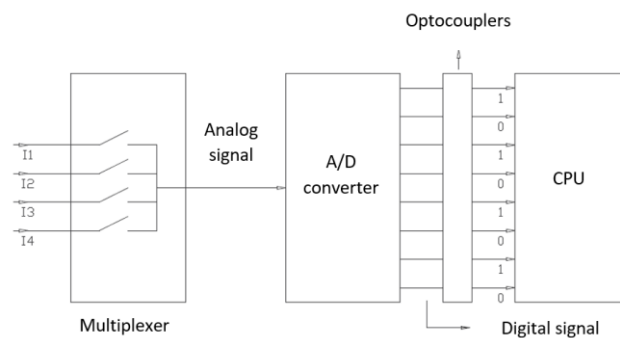 Optocouplers
Analog
signal
I1
I2
I3
I4
A/D
converter
1
0
1
0
1
0
1
0
CPU
Multiplexer
Digital signal